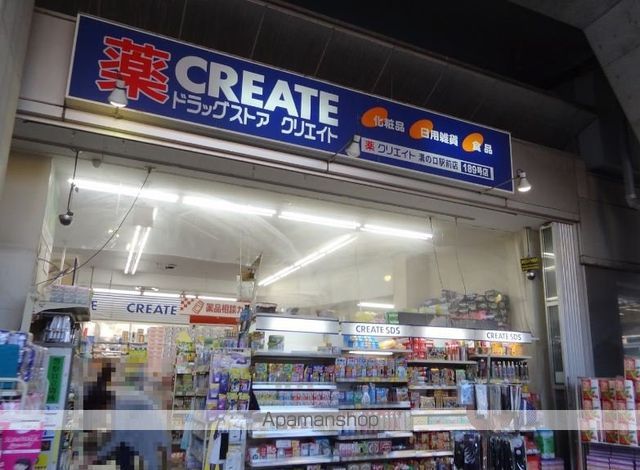 薬 CREATE
ドラッグストア クリエイト
化粧品 日用雑貨 食品
薬 クリエイト 溝の口駅前店 189号店
CREATE
薬品相談
CREATE SDS
CREATE SDS
Apamanshop